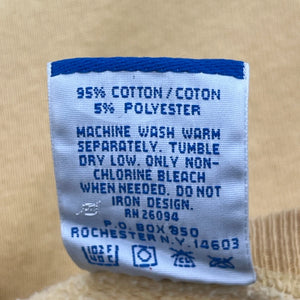 95% COTTON/COTON
5% POLYESTER
MACHINE WASH WARM
SEPARATELY. TUMBLE
DRY LOW. ONLY NON-
CHLORINE BLEACH
WHEN NEEDED. DO NOT
IRON DESIGN.
RN 26094
P.O. BOX 850
ROCHESTER N.Y. 14603